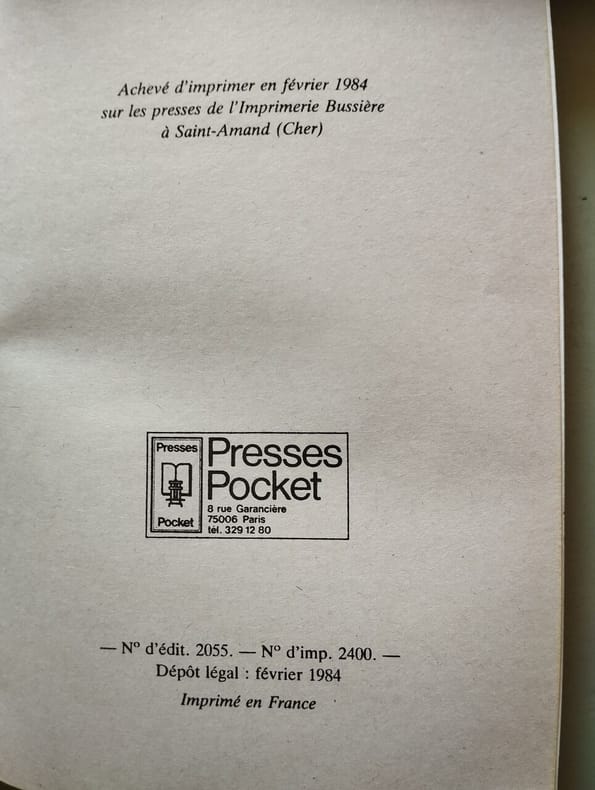 Achevé d'imprimer en février 1984
sur les presses de l'Imprimerie Bussière
à Saint-Amand (Cher)
Presses
Pocket
Presses
Pocket
8 rue Garancière
75006 Paris
tél. 329 12 80
— Nº d'édit. 2055. — Nº d'imp. 2400. —
Dépôt légal : février 1984
Imprimé en France